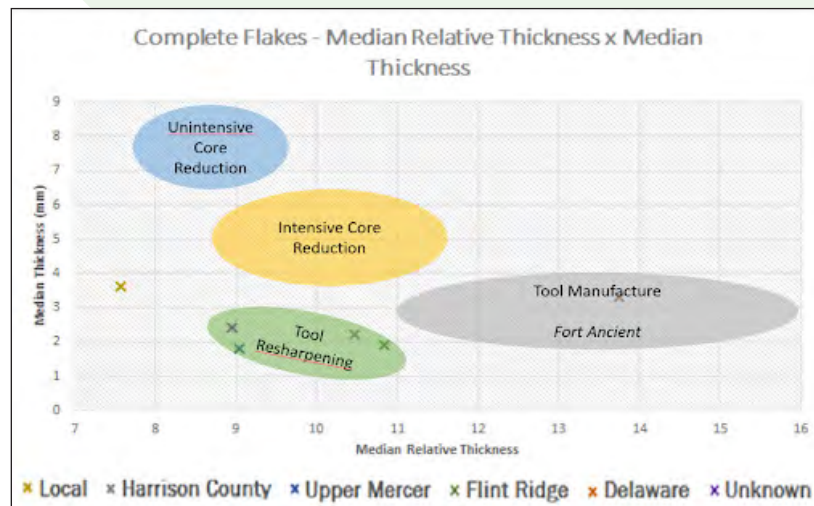 Complete Flakes - Median Relative Thickness x Median
Thickness
9
8
7
6
5
4
3
2
1
0
Median Thickness (mm)
Unintensive
Core
Reduction
Intensive Core
Reduction
Tool Manufacture
Fort Ancient
Tool
Resharpening
7 8 9 10 11 12 13 14 15 16
Median Relative Thickness
Local Harrison County Upper Mercer Flint Ridge Delaware Unknown